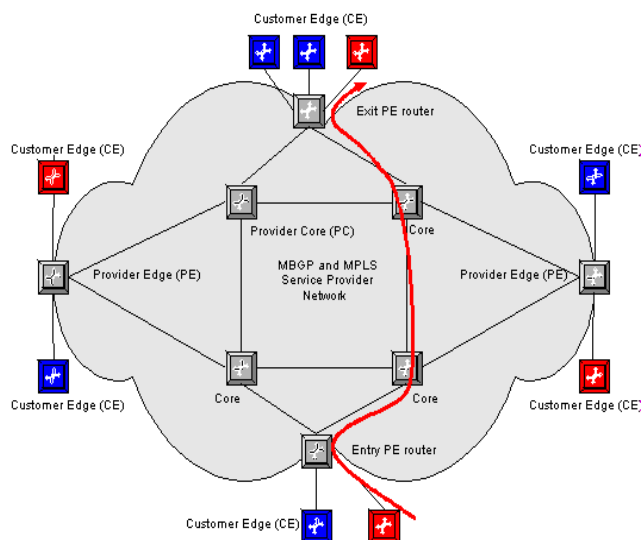 Customer Edge (CE)
Exit PE router
Customer Edge (CE)
Customer Edge (CE)
Provider Core (PC)
Core
Provider Edge (PE)
MBGP and MPLS
Service Provider
Network
Provider Edge (PE)
Core
Core
Customer Edge (CE)
Customer Edge (CE)
Entry PE router
Customer Edge (CE)